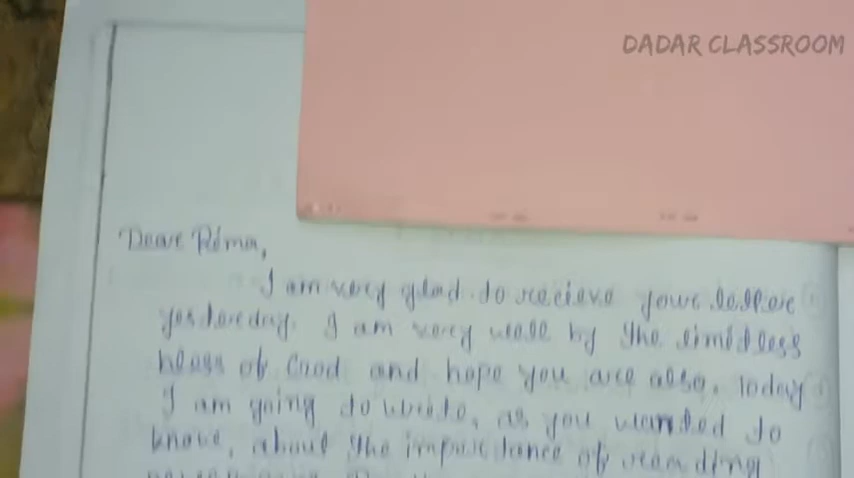 DADAR CLASSROOM
Dear Rima,
I am very glad to recieve your letter
yesterday. I am very well by the limitless
bless of God and hope you are also. Today
I am going to write, as you wanted to
know, about the importance of reading